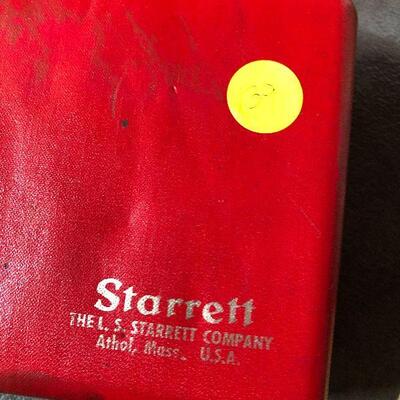 Starrett
THE L. S. STARRETT COMPANY
Athol, Mass. U.S.A.